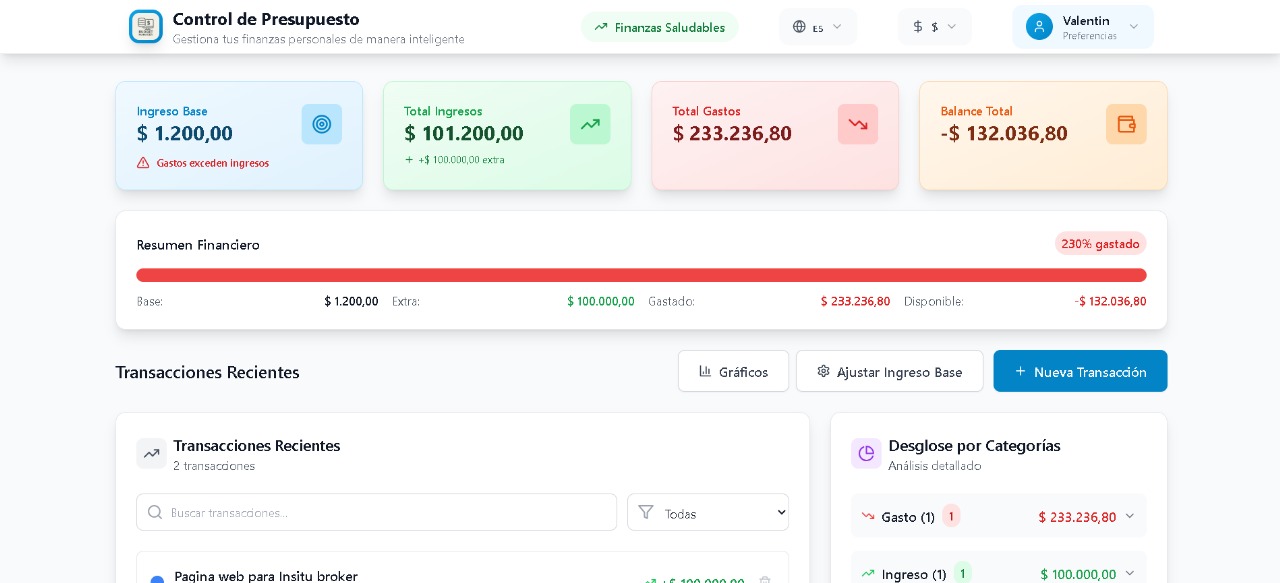 Control de Presupuesto
Gestiona tus finanzas personales de manera inteligente
Finanzas Saludables
ES
$ $
Valentin
Preferencias
Ingreso Base
$ 1.200,00
Gastos exceden ingresos
Total Ingresos
$ 101.200,00
+ +$ 100.000,00 extra
Total Gastos
$ 233.236,80
Balance Total
-$ 132.036,80
Resumen Financiero
230% gastado
Base: $ 1.200,00 Extra: $ 100.000,00 Gastado: $ 233.236,80 Disponible: -$ 132.036,80
Transacciones Recientes
Gráficos
Ajustar Ingreso Base
+ Nueva Transacción
Transacciones Recientes
2 transacciones
Buscar transacciones...
Todas
Pagina web para Insitu broker
+$ 100.000,00
Desglose por Categorías
Análisis detallado
Gasto (1) 1 $ 233.236,80
Ingreso (1) 1 $ 100.000,00